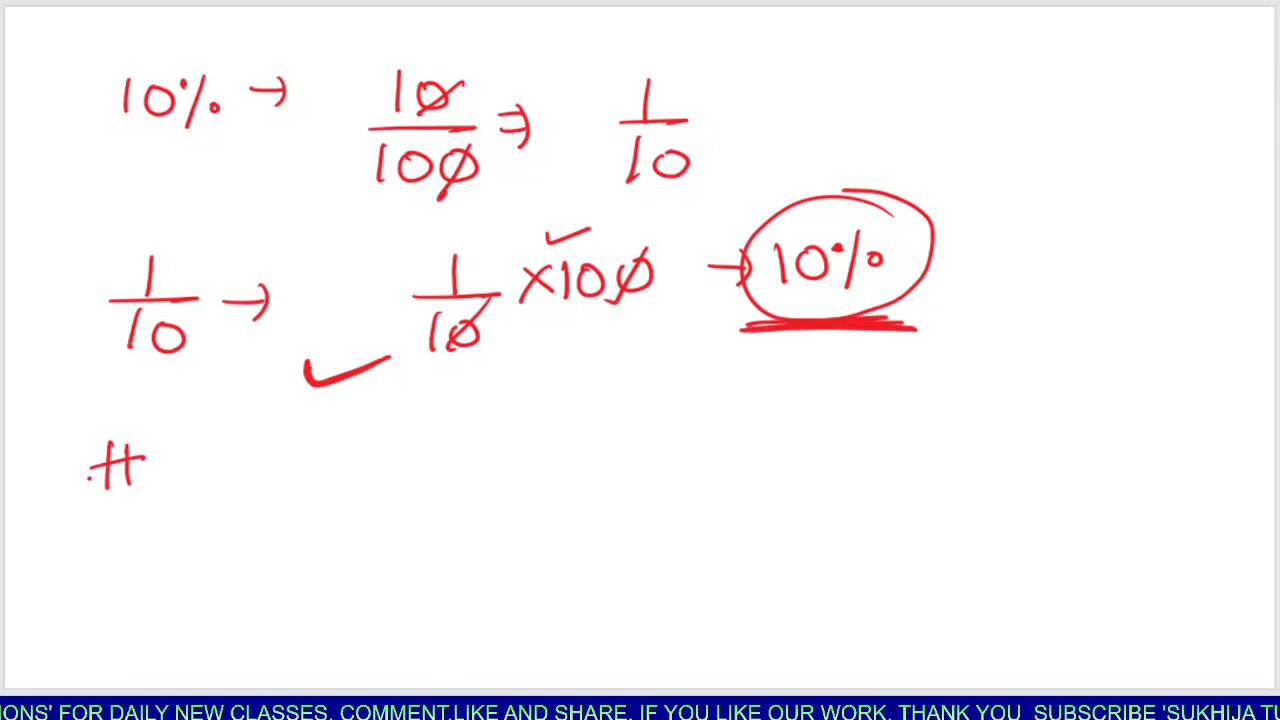 10% → 10/100 ⇒ 1/10
1/10 → 1/10 ×100 → 10%
#
IONS' FOR DAILY NEW CLASSES. COMMENT,LIKE AND SHARE, IF YOU LIKE OUR WORK. THANK YOU SUBSCRIBE 'SUKHIJA TU